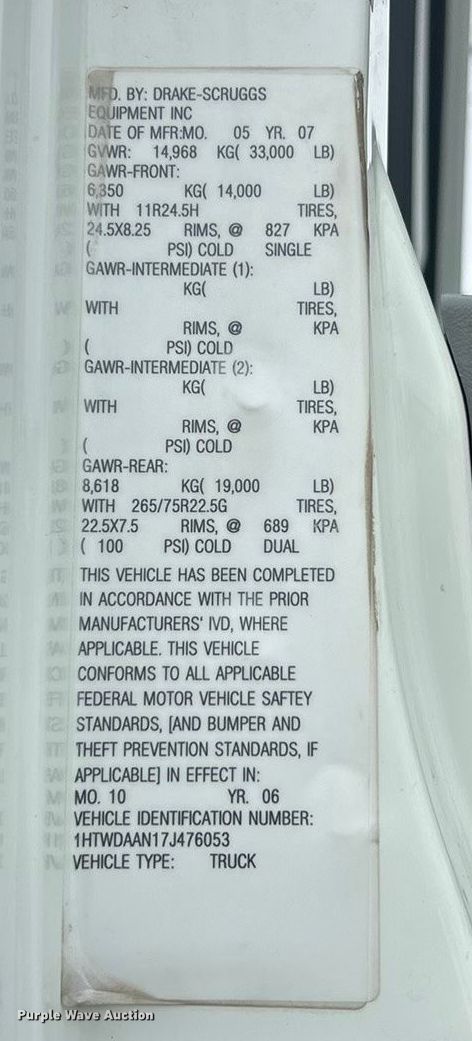 MFD. BY: DRAKE-SCRUGGS
EQUIPMENT INC
DATE OF MFR:MO. 05 YR. 07
GVWR: 14,968 KG( 33,000 LB)
GAWR-FRONT:
6,350 KG( 14,000 LB)
WITH 11R24.5H TIRES,
24.5X8.25 RIMS, @ 827 KPA
( PSI) COLD SINGLE
GAWR-INTERMEDIATE (1):
KG( LB)
WITH TIRES,
RIMS, @ KPA
( PSI) COLD
GAWR-INTERMEDIATE (2):
KG( LB)
WITH TIRES,
RIMS, @ KPA
( PSI) COLD
GAWR-REAR:
8,618 KG( 19,000 LB)
WITH 265/75R22.5G TIRES,
22.5X7.5 RIMS, @ 689 KPA
( 100 PSI) COLD DUAL
THIS VEHICLE HAS BEEN COMPLETED
IN ACCORDANCE WITH THE PRIOR
MANUFACTURERS' IVD, WHERE
APPLICABLE. THIS VEHICLE
CONFORMS TO ALL APPLICABLE
FEDERAL MOTOR VEHICLE SAFTEY
STANDARDS, [AND BUMPER AND
THEFT PREVENTION STANDARDS, IF
APPLICABLE] IN EFFECT IN:
MO. 10 YR. 06
VEHICLE IDENTIFICATION NUMBER:
1HTWDAAN17J476053
VEHICLE TYPE: TRUCK
Purple Wave Auction